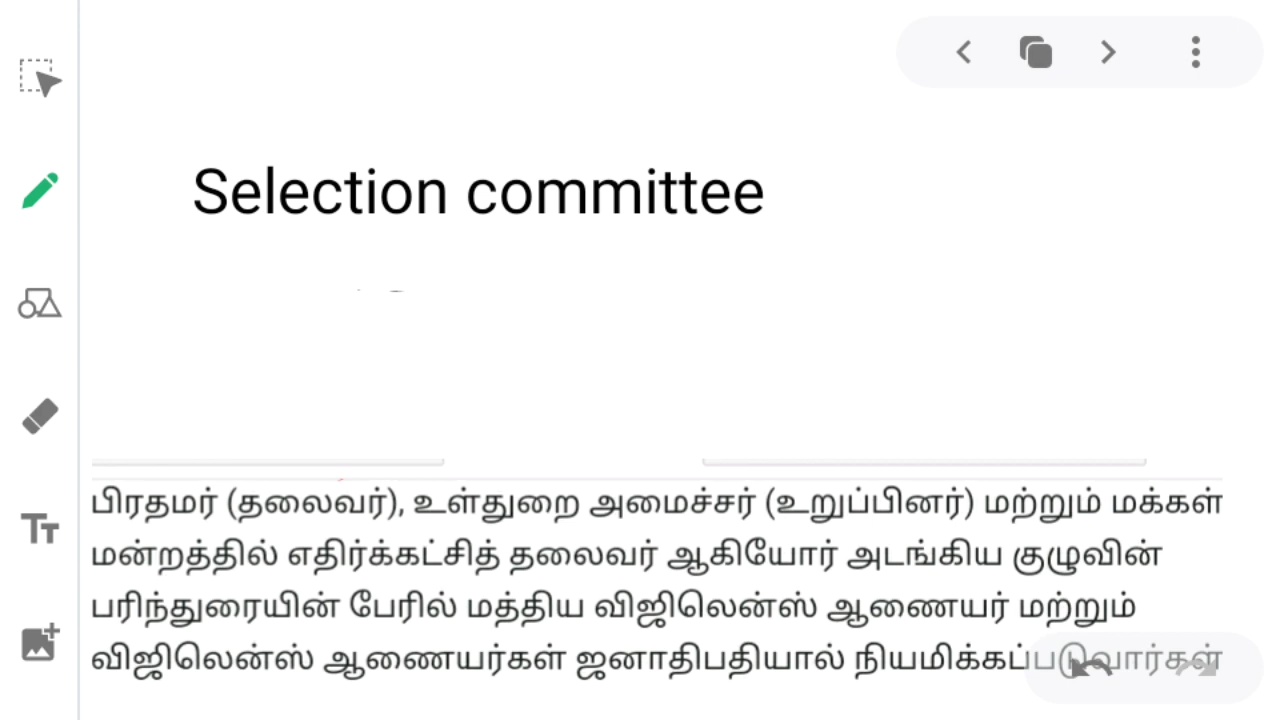 Selection committee
பிரதமர் (தலைவர்), உள்துறை அமைச்சர் (உறுப்பினர்) மற்றும் மக்கள்
மன்றத்தில் எதிர்க்கட்சித் தலைவர் ஆகியோர் அடங்கிய குழுவின்
பரிந்துரையின் பேரில் மத்திய விஜிலென்ஸ் ஆணையர் மற்றும்
விஜிலென்ஸ் ஆணையர்கள் ஜனாதிபதியால் நியமிக்கப்படுவார்கள்